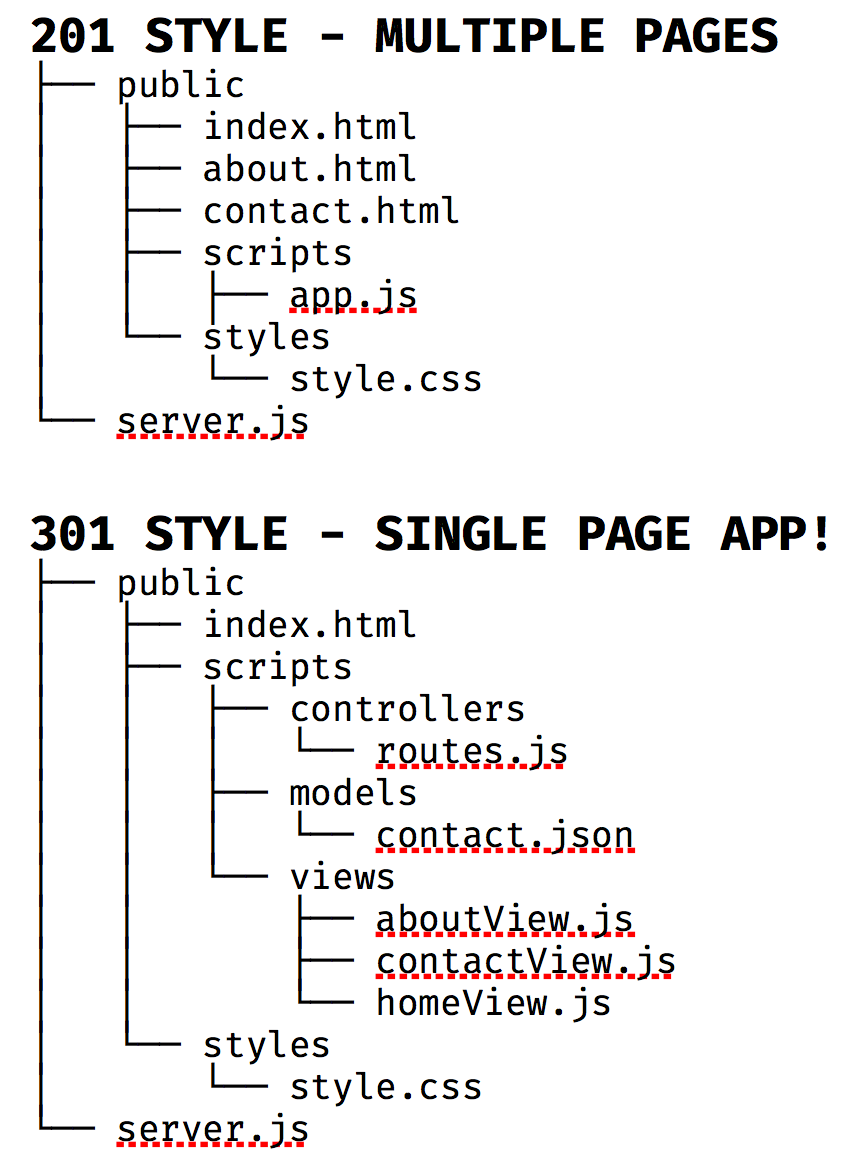 201 STYLE – MULTIPLE PAGES
├── public
│   ├── index.html
│   ├── about.html
│   ├── contact.html
│   ├── scripts
│   │   ├── app.js
│   └── styles
│       └── style.css
└── server.js
301 STYLE – SINGLE PAGE APP!
├── public
│   ├── index.html
│   ├── scripts
│   │   ├── controllers
│   │   │   └── routes.js
│   │   ├── models
│   │   │   └── contact.json
│   │   └── views
│   │       ├── aboutView.js
│   │       ├── contactView.js
│   │       └── homeView.js
│   └── styles
│       └── style.css
└── server.js